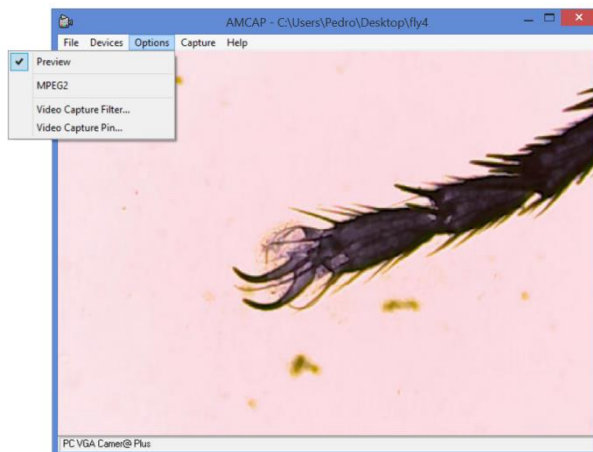 AMCAP - C:\Users\Pedro\Desktop\fly4
File Devices Options Capture Help
Preview
MPEG2
Video Capture Filter...
Video Capture Pin...
PC VGA Camer@ Plus